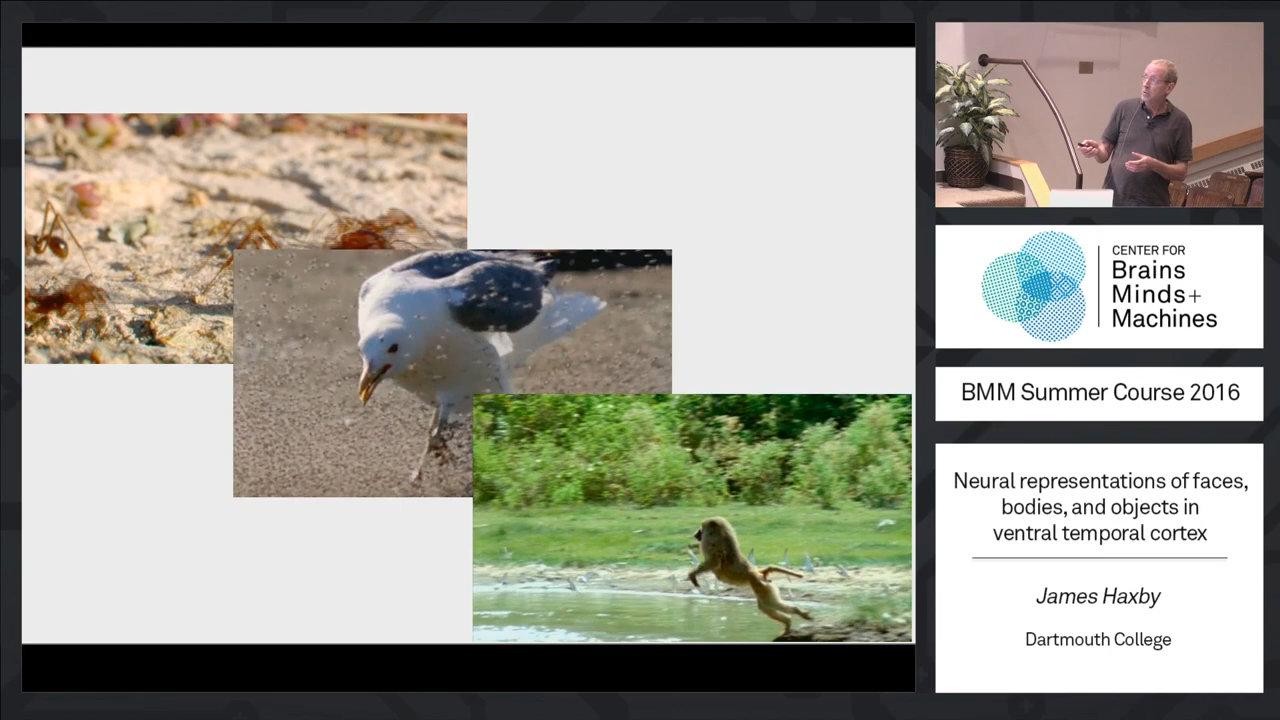 CENTER FOR
Brains
Minds+
Machines
BMM Summer Course 2016
Neural representations of faces,
bodies, and objects in
ventral temporal cortex
James Haxby
Dartmouth College